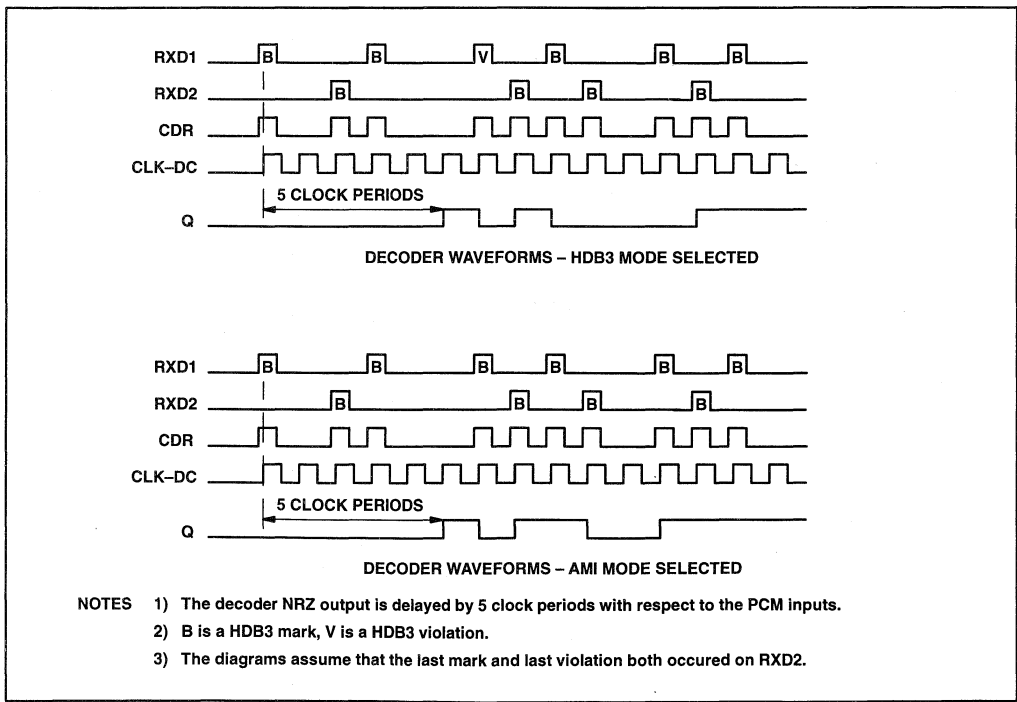 RXD1 B B V B B B
RXD2 B B B B
CDR
CLK–DC
5 CLOCK PERIODS
Q
DECODER WAVEFORMS – HDB3 MODE SELECTED
RXD1 B B B B B B
RXD2 B B B B
CDR
CLK–DC
5 CLOCK PERIODS
Q
DECODER WAVEFORMS – AMI MODE SELECTED
NOTES 1) The decoder NRZ output is delayed by 5 clock periods with respect to the PCM inputs.
2) B is a HDB3 mark, V is a HDB3 violation.
3) The diagrams assume that the last mark and last violation both occured on RXD2.